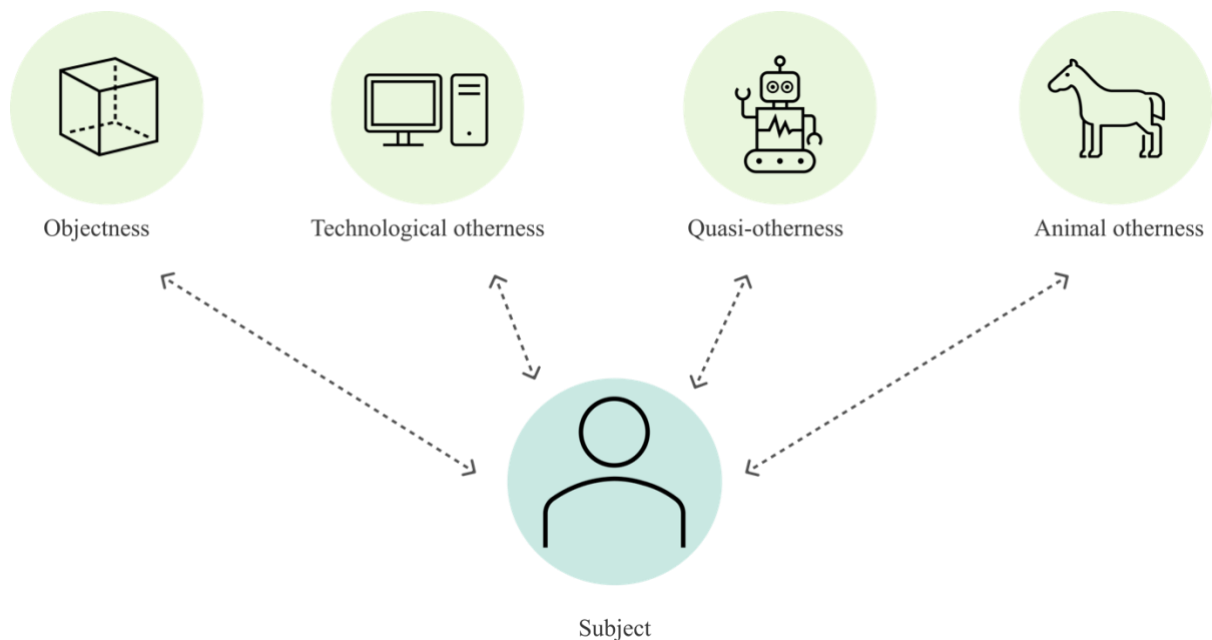 Objectness
Technological otherness
Quasi-otherness
Animal otherness
Subject